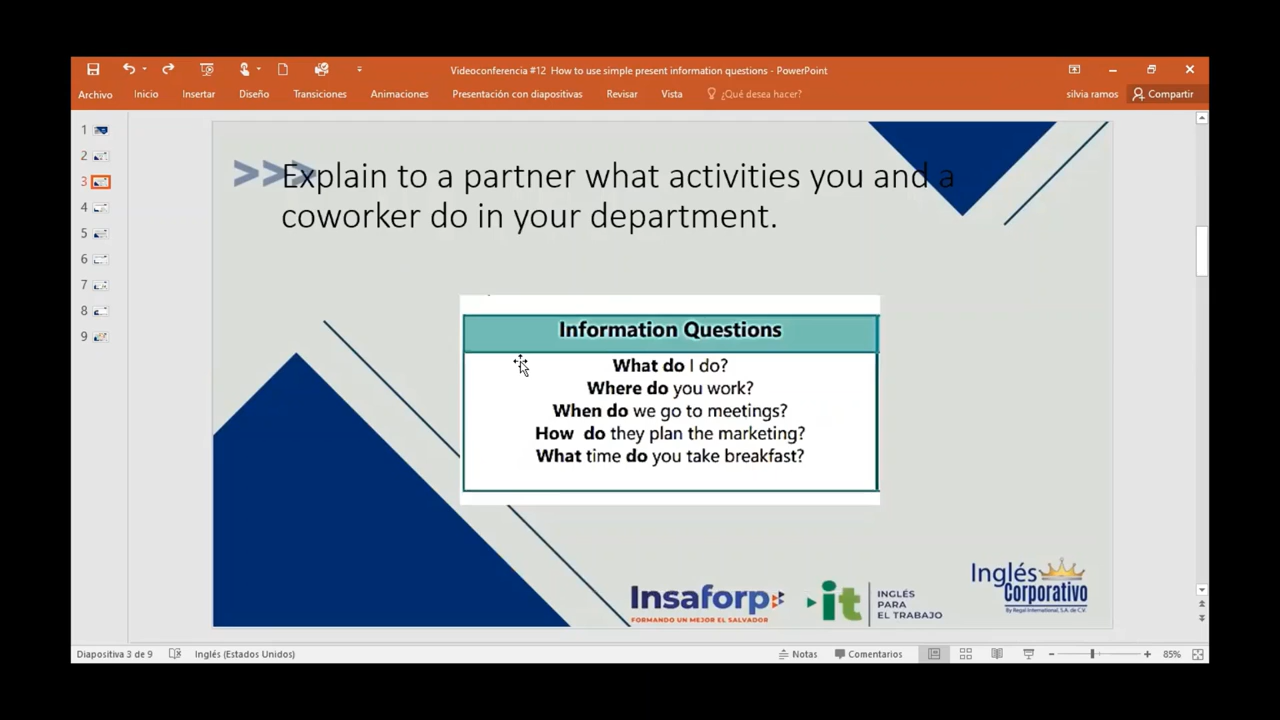 Videoconferencia #12 How to use simple present information questions - PowerPoint
Archivo Inicio Insertar Diseño Transiciones Animaciones Presentación con diapositivas Revisar Vista ¿Qué desea hacer? silvia ramos Compartir
1
2
3
4
5
6
7
8
9
>>>
Explain to a partner what activities you and a
coworker do in your department.
Information Questions
What do I do?
Where do you work?
When do we go to meetings?
How do they plan the marketing?
What time do you take breakfast?
Insaforp
FORMANDO UN MEJOR EL SALVADOR
it
INGLÉS
PARA
EL TRABAJO
Inglés
Corporativo
By Regal International, S.A. de C.V.
Diapositiva 3 de 9 Inglés (Estados Unidos) Notas Comentarios 85%